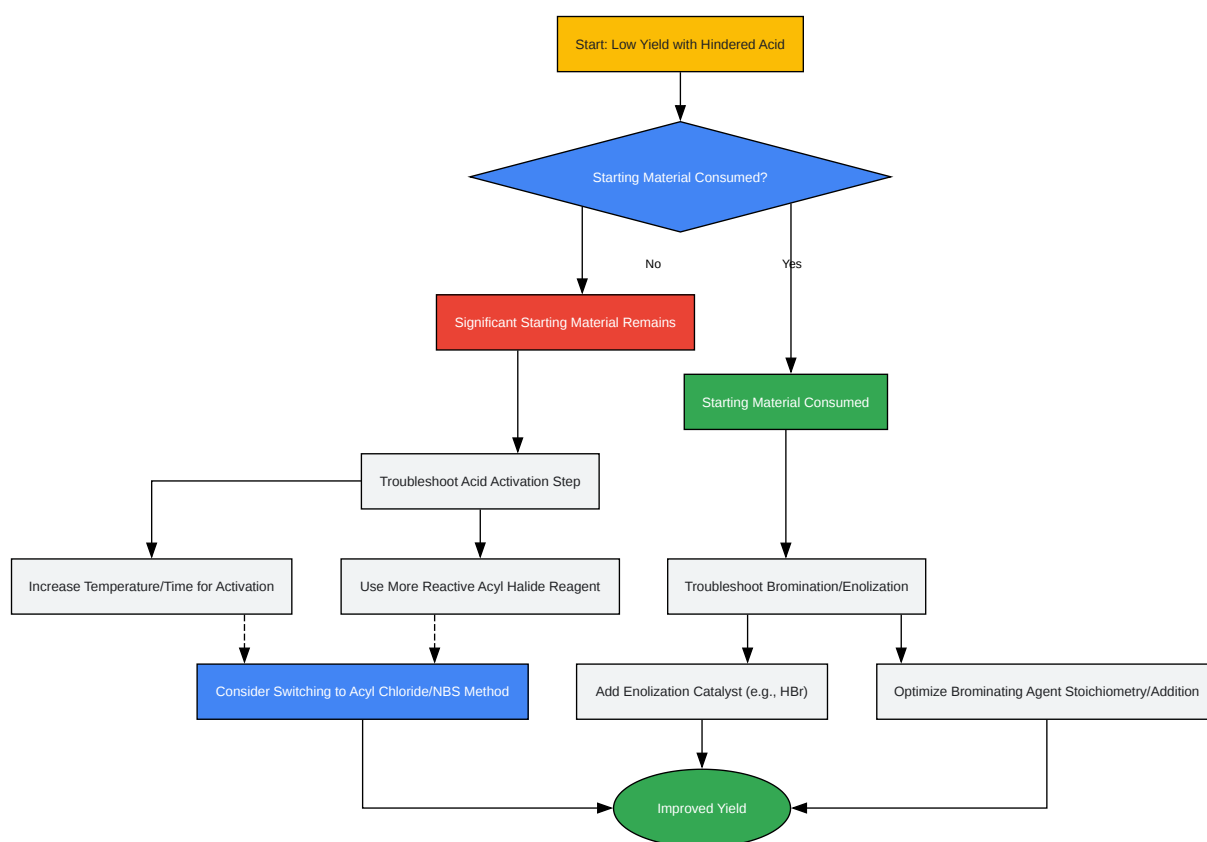 Start: Low Yield with Hindered Acid
Starting Material Consumed?
No
Yes
Significant Starting Material Remains
Starting Material Consumed
Troubleshoot Acid Activation Step
Increase Temperature/Time for Activation
Use More Reactive Acyl Halide Reagent
Troubleshoot Bromination/Enolization
Consider Switching to Acyl Chloride/NBS Method
Add Enolization Catalyst (e.g., HBr)
Optimize Brominating Agent Stoichiometry/Addition
Improved Yield